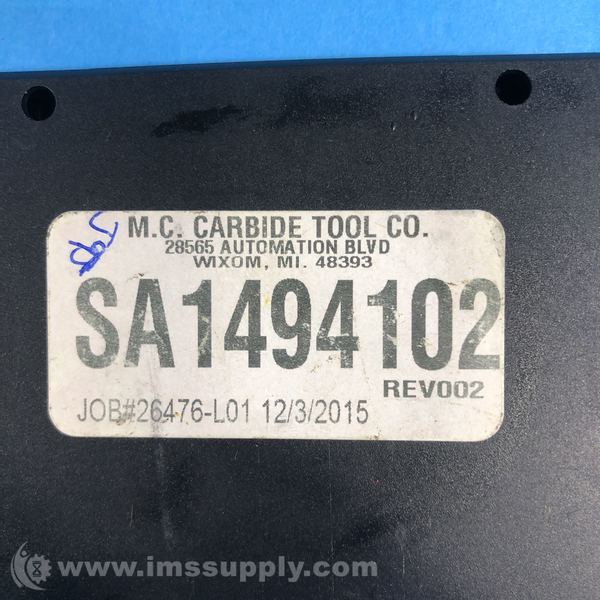 M.C. CARBIDE TOOL CO.
28565 AUTOMATION BLVD
WIXOM, MI. 48393
SA1494102
REV002
JOB#26476-L01 12/3/2015
www.imssupply.com